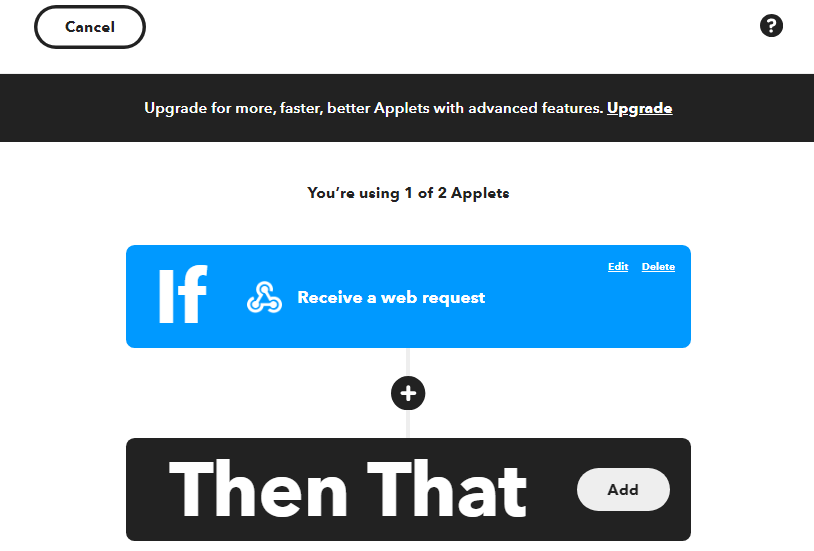 Cancel
?
Upgrade for more, faster, better Applets with advanced features. Upgrade
You're using 1 of 2 Applets
If
Receive a web request
Edit Delete
+
Then That
Add